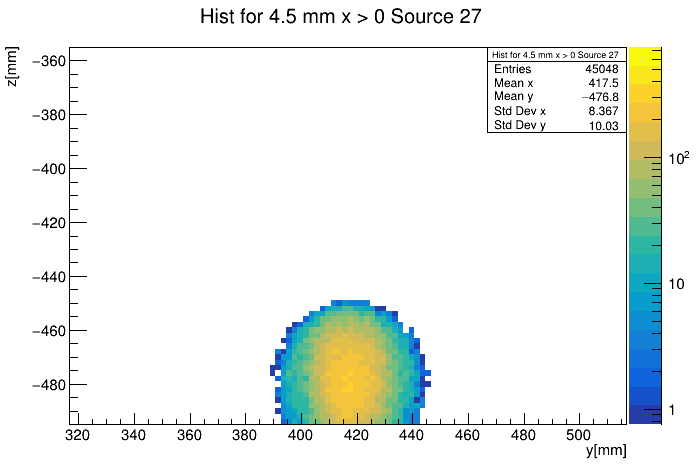 Hist for 4.5 mm x > 0 Source 27
z[mm]
Hist for 4.5 mm x > 0 Source 27
Entries 45048
Mean x 417.5
Mean y −476.8
Std Dev x 8.367
Std Dev y 10.03
−360
−380
−400
−420
−440
−460
−480
320 340 360 380 400 420 440 460 480 500
y[mm]
10²
10
1